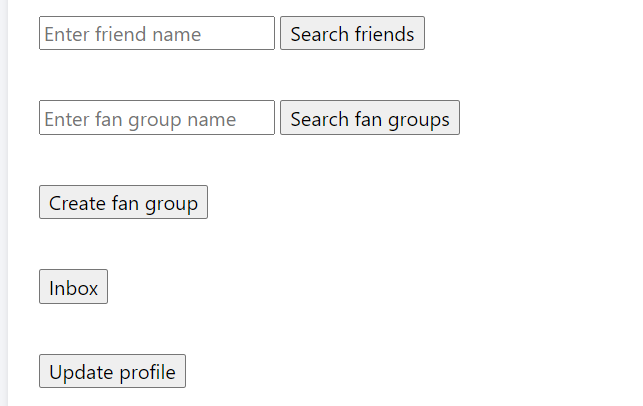 Enter friend name Search friends
Enter fan group name Search fan groups
Create fan group
Inbox
Update profile